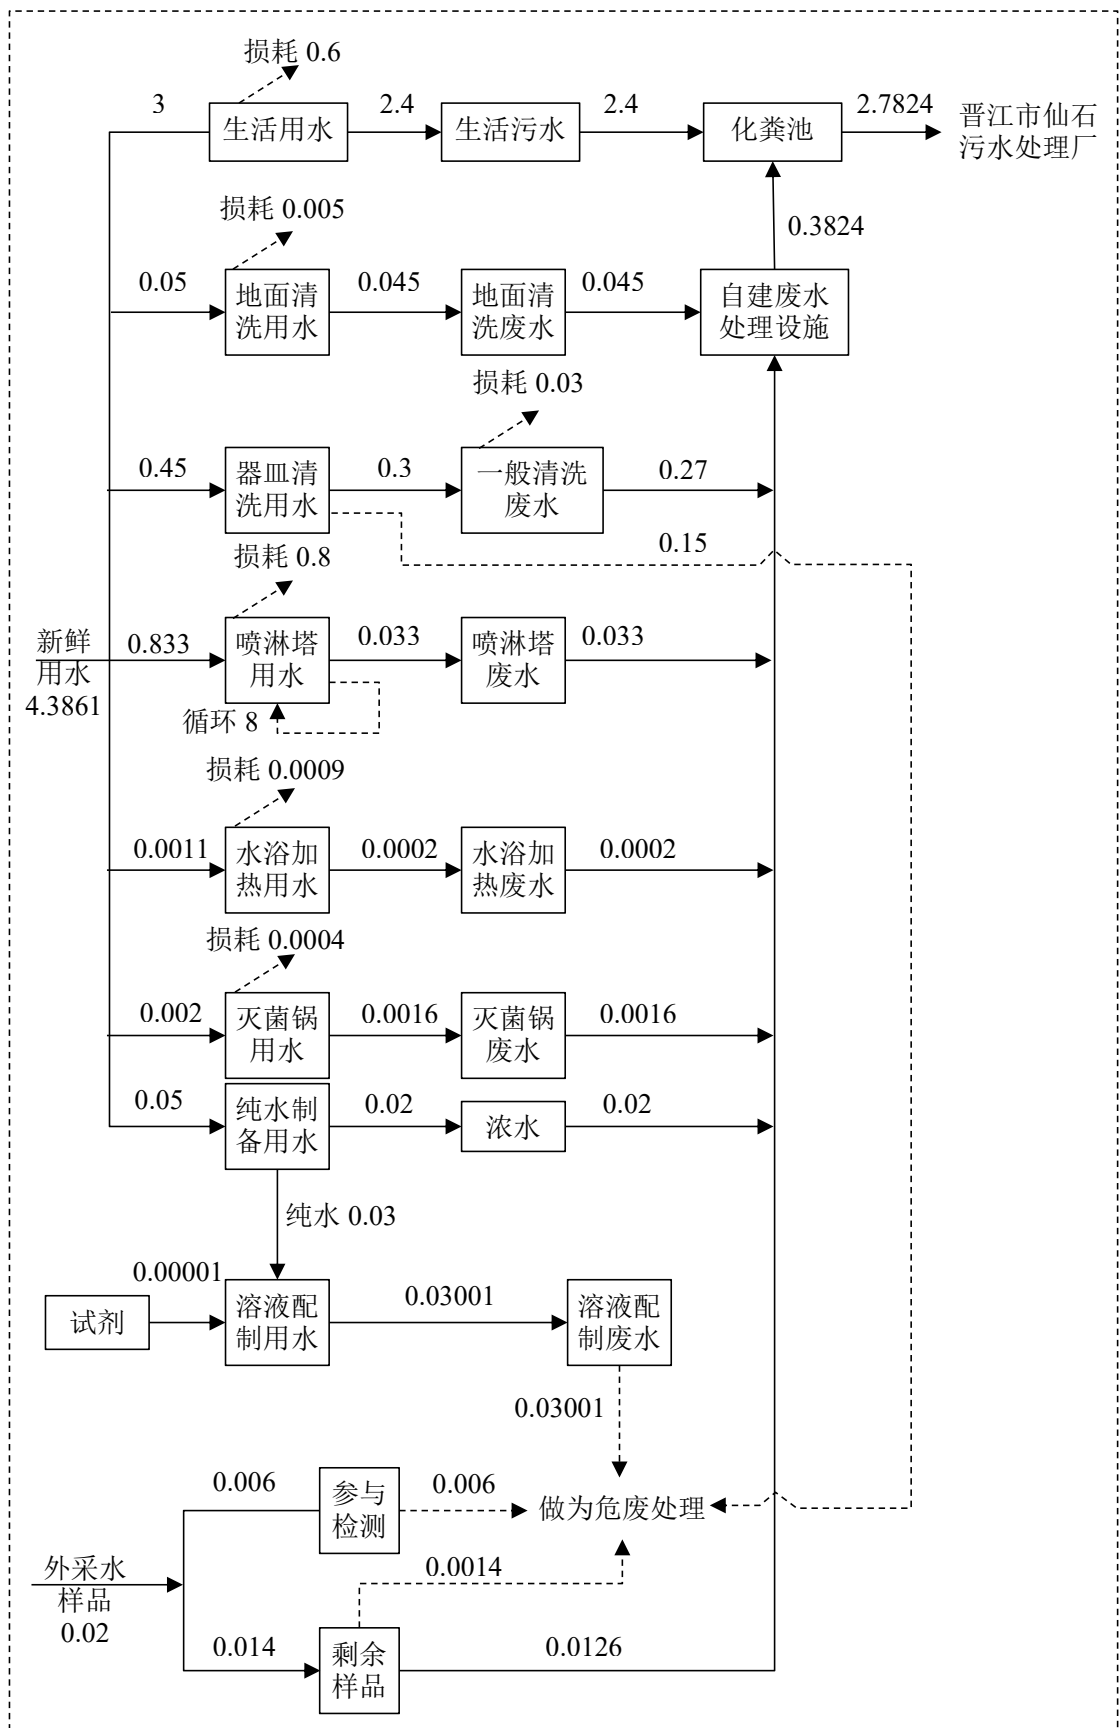 损耗 0.6
3
生活用水
2.4
生活污水
2.4
化粪池
2.7824
晋江市仙石
污水处理厂
损耗 0.005
0.3824
0.05
地面清
洗用水
0.045
地面清
洗废水
0.045
自建废水
处理设施
损耗 0.03
0.45
器皿清
洗用水
0.3
一般清洗
废水
0.27
0.15
损耗 0.8
新鲜
用水
4.3861
0.833
喷淋塔
用水
0.033
喷淋塔
废水
0.033
循环 8
损耗 0.0009
0.0011
水浴加
热用水
0.0002
水浴加
热废水
0.0002
损耗 0.0004
0.002
灭菌锅
用水
0.0016
灭菌锅
废水
0.0016
0.05
纯水制
备用水
0.02
浓水
0.02
纯水 0.03
0.00001
试剂
溶液配
制用水
0.03001
溶液配
制废水
0.03001
0.006
参与
检测
0.006
做为危废处理
外采水
样品
0.02
0.0014
0.014
剩余
样品
0.0126